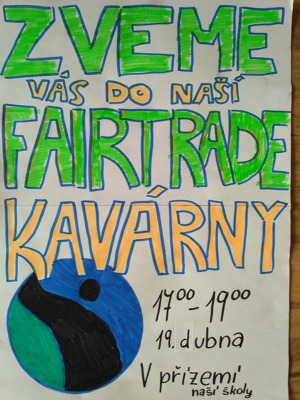 ZVEME
VÁS DO NAŠÍ
FAIRTRADE
KAVÁRNY
17⁰⁰-19⁰⁰
19. dubna
V přízemí
naší školy